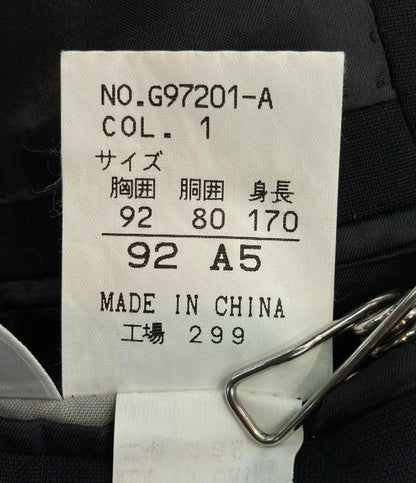 NO.G97201-A
COL. 1
サイズ
胸囲 胴囲 身長
92 80 170
92 A5
MADE IN CHINA
工場 299